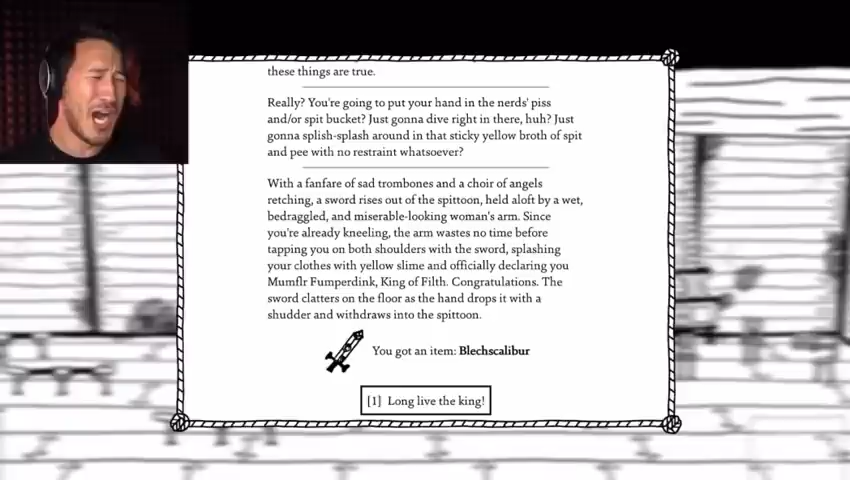 these things are true.
Really? You're going to put your hand in the nerds' piss
and/or spit bucket? Just gonna dive right in there, huh? Just
gonna splish-splash around in that sticky yellow broth of spit
and pee with no restraint whatsoever?
With a fanfare of sad trombones and a choir of angels
retching, a sword rises out of the spittoon, held aloft by a wet,
bedraggled, and miserable-looking woman's arm. Since
you're already kneeling, the arm wastes no time before
tapping you on both shoulders with the sword, splashing
your clothes with yellow slime and officially declaring you
Mumflr Fumperdink, King of Filth. Congratulations. The
sword clatters on the floor as the hand drops it with a
shudder and withdraws into the spittoon.
You got an item: Blechscalibur
[1] Long live the king!